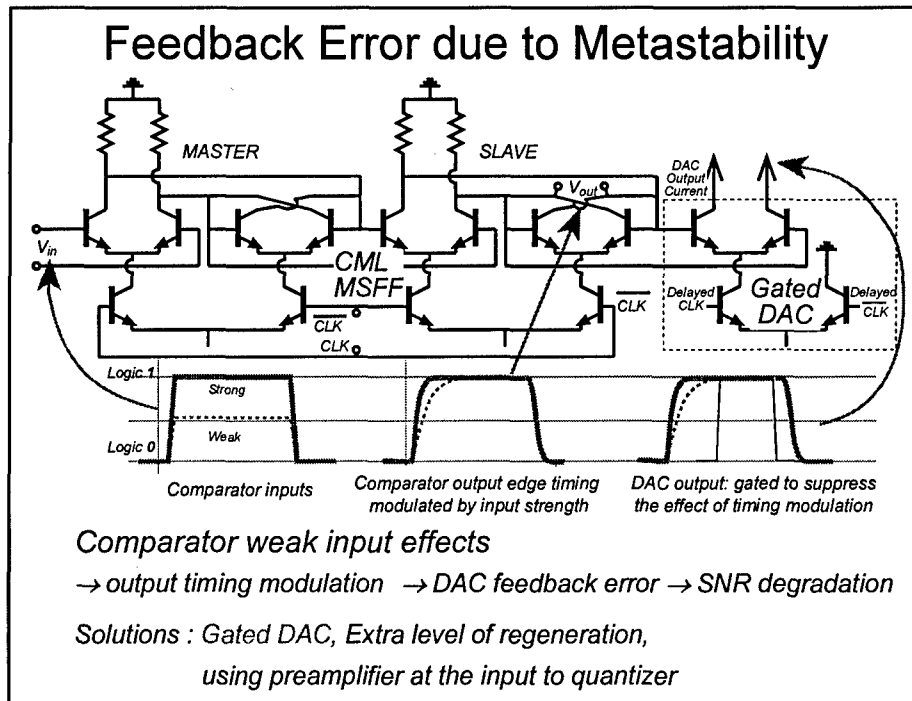 Feedback Error due to Metastability
MASTER
SLAVE
DAC
Output
Current
Vout
Vin
CML
MSFF
CLK
CLK
CLK
Delayed
CLK
Gated
DAC
Delayed
CLK
Logic 1
Strong
Weak
Logic 0
Comparator inputs
Comparator output edge timing
modulated by input strength
DAC output: gated to suppress
the effect of timing modulation
Comparator weak input effects
→ output timing modulation → DAC feedback error → SNR degradation
Solutions : Gated DAC, Extra level of regeneration,
using preamplifier at the input to quantizer